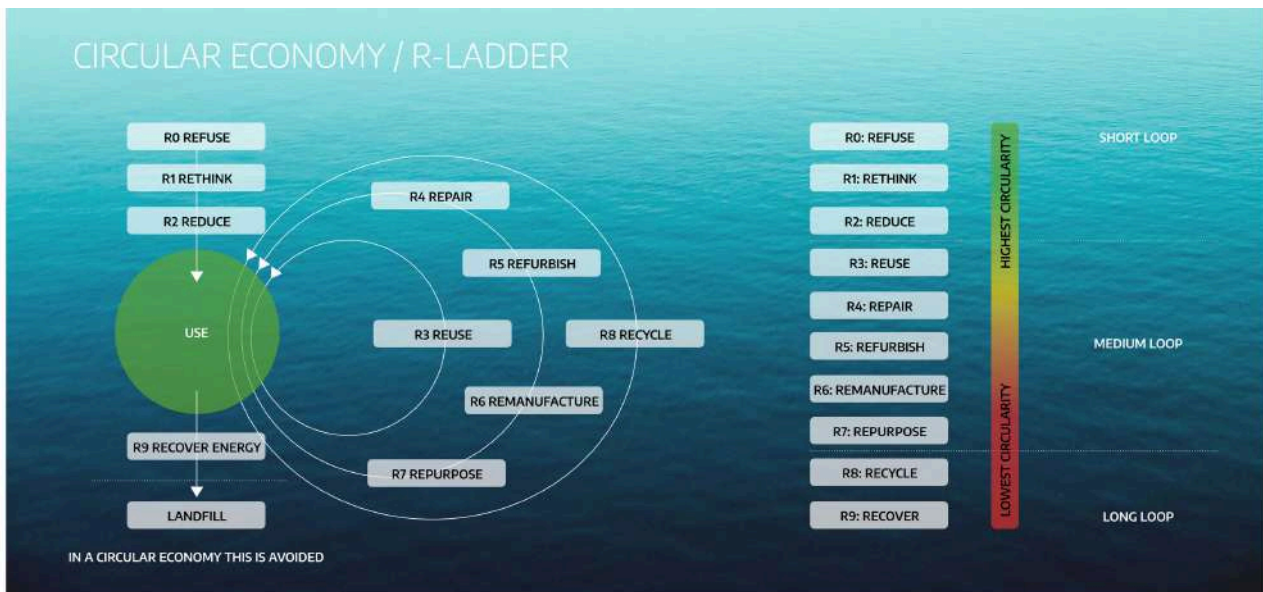 CIRCULAR ECONOMY / R-LADDER
R0 REFUSE
R1 RETHINK
R2 REDUCE
USE
R9 RECOVER ENERGY
LANDFILL
IN A CIRCULAR ECONOMY THIS IS AVOIDED
R4 REPAIR
R5 REFURBISH
R3 REUSE
R8 RECYCLE
R6 REMANUFACTURE
R7 REPURPOSE
R0: REFUSE
R1: RETHINK
R2: REDUCE
R3: REUSE
R4: REPAIR
R5: REFURBISH
R6: REMANUFACTURE
R7: REPURPOSE
R8: RECYCLE
R9: RECOVER
HIGHEST CIRCULARITY
LOWEST CIRCULARITY
SHORT LOOP
MEDIUM LOOP
LONG LOOP